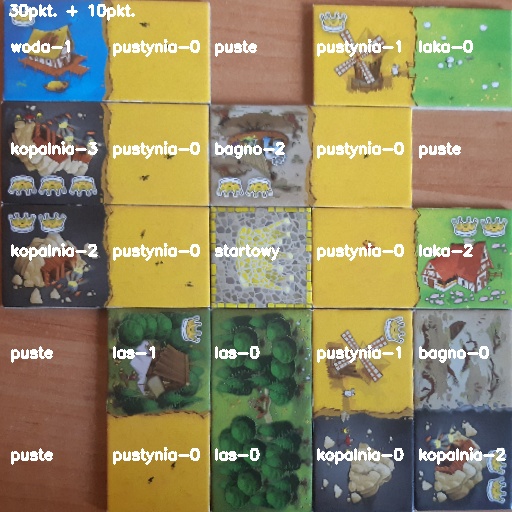 30pkt. + 10pkt.
woda-1 pustynia-0 puste pustynia-1 laka-0
kopalnia-3 pustynia-0 bagno-2 pustynia-0 puste
kopalnia-2 pustynia-0 startowy pustynia-0 laka-2
puste las-1 las-0 pustynia-1 bagno-0
puste pustynia-0 las-0 kopalnia-0 kopalnia-2